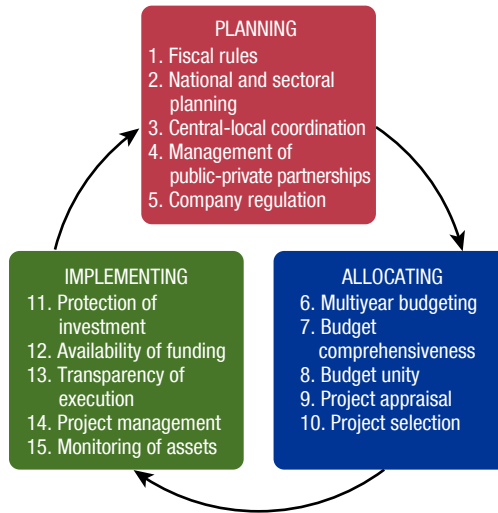 PLANNING
1. Fiscal rules
2. National and sectoral
planning
3. Central-local coordination
4. Management of
public-private partnerships
5. Company regulation
IMPLEMENTING
11. Protection of
investment
12. Availability of funding
13. Transparency of
execution
14. Project management
15. Monitoring of assets
ALLOCATING
6. Multiyear budgeting
7. Budget
comprehensiveness
8. Budget unity
9. Project appraisal
10. Project selection